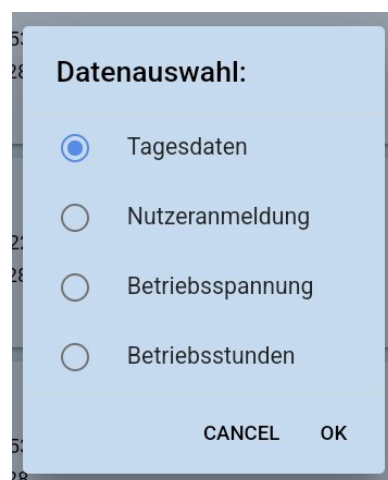 Datenauswahl:
Tagesdaten
Nutzeranmeldung
Betriebsspannung
Betriebsstunden
CANCEL OK